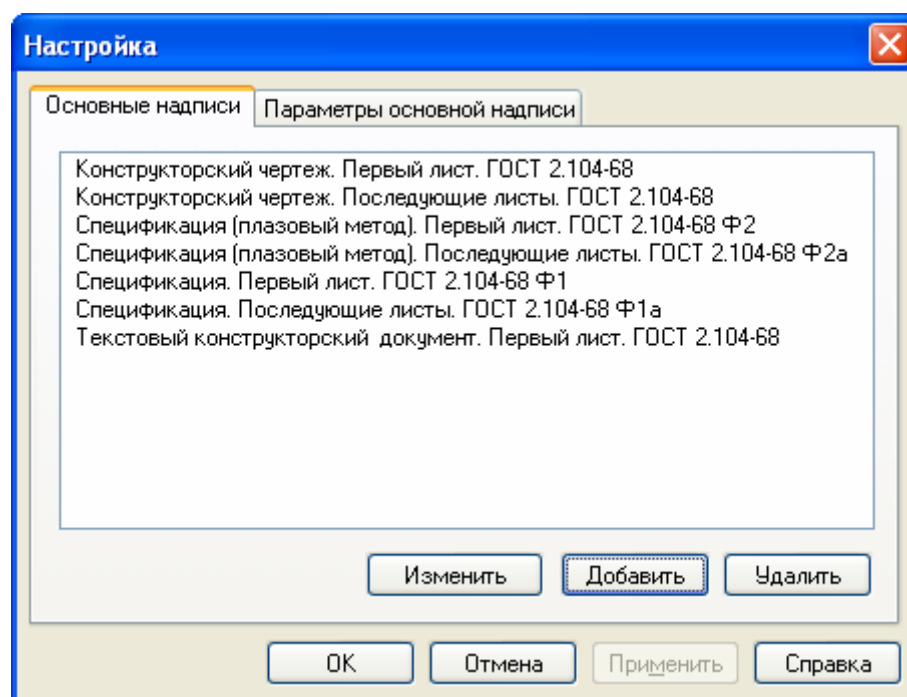 Настройка
Основные надписи
Параметры основной надписи
Конструкторский чертеж. Первый лист. ГОСТ 2.104-68
Конструкторский чертеж. Последующие листы. ГОСТ 2.104-68
Спецификация (плазовый метод). Первый лист. ГОСТ 2.104-68 Ф2
Спецификация (плазовый метод). Последующие листы. ГОСТ 2.104-68 Ф2а
Спецификация. Первый лист. ГОСТ 2.104-68 Ф1
Спецификация. Последующие листы. ГОСТ 2.104-68 Ф1а
Текстовый конструкторский  документ. Первый лист. ГОСТ 2.104-68
Изменить
Добавить
Удалить
OK
Отмена
Применить
Справка